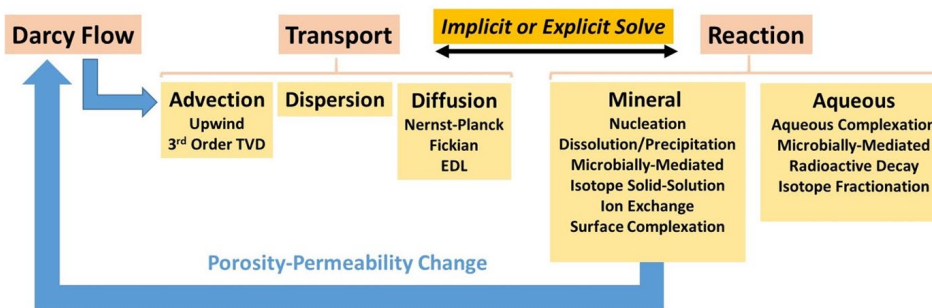 Darcy Flow
Transport
Implicit or Explicit Solve
Reaction
Advection
Upwind
3rd Order TVD
Dispersion
Diffusion
Nernst-Planck
Fickian
EDL
Mineral
Nucleation
Dissolution/Precipitation
Microbially-Mediated
Isotope Solid-Solution
Ion Exchange
Surface Complexation
Aqueous
Aqueous Complexation
Microbially-Mediated
Radioactive Decay
Isotope Fractionation
Porosity-Permeability Change